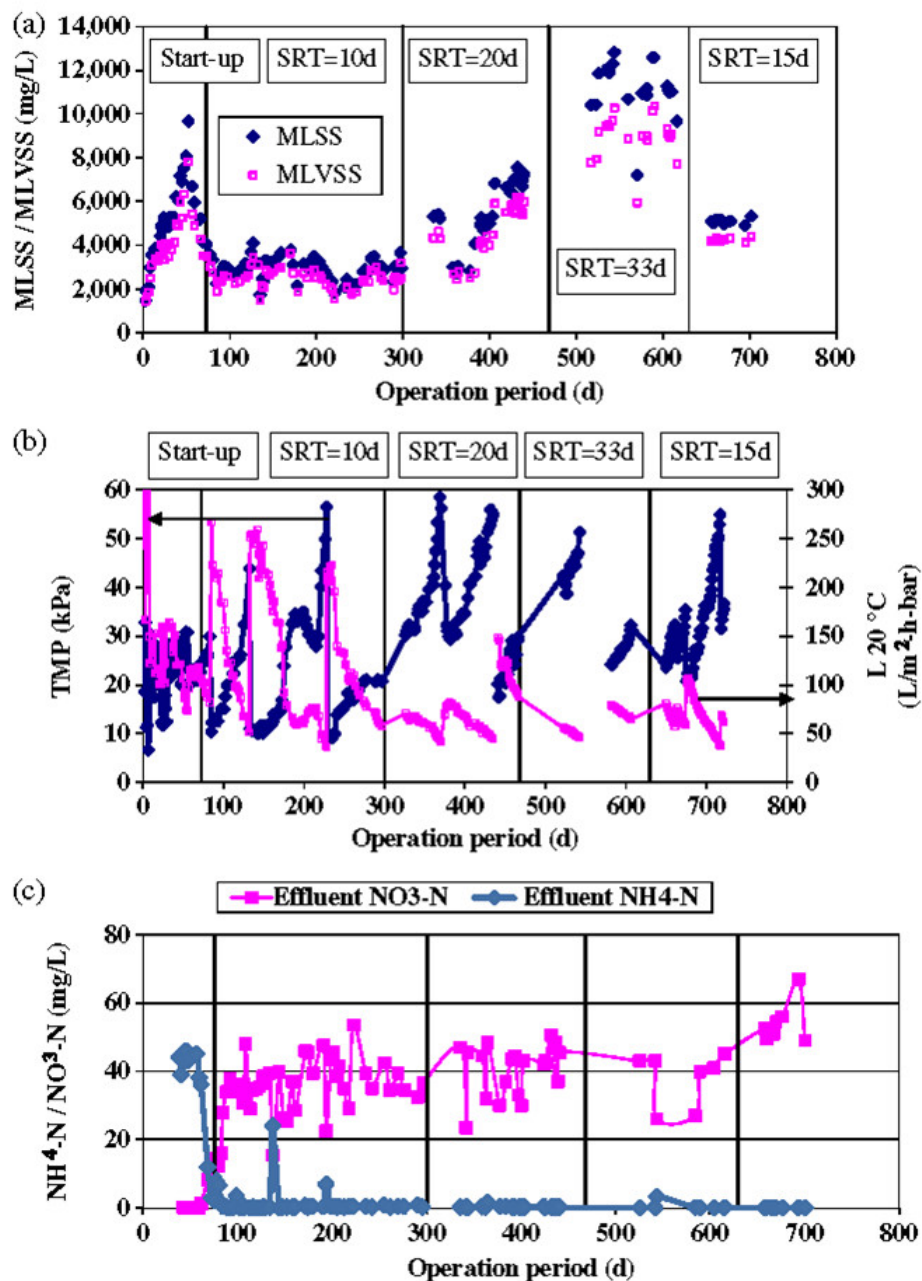 (a)
14,000
12,000
10,000
8,000
6,000
4,000
2,000
0
MLSS / MLVSS (mg/L)
Start-up
SRT=10d
SRT=20d
SRT=33d
SRT=15d
MLSS
MLVSS
0 100 200 300 400 500 600 700 800
Operation period (d)
(b)
Start-up
SRT=10d
SRT=20d
SRT=33d
SRT=15d
60
50
40
30
20
10
0
TMP (kPa)
300
250
200
150
100
50
0
L 20 °C
(L/m²-h-bar)
0 100 200 300 400 500 600 700 800
Operation period (d)
(c)
Effluent NO3-N
Effluent NH4-N
80
60
40
20
0
NH⁴-N / NO³-N (mg/L)
0 100 200 300 400 500 600 700 800
Operation period (d)